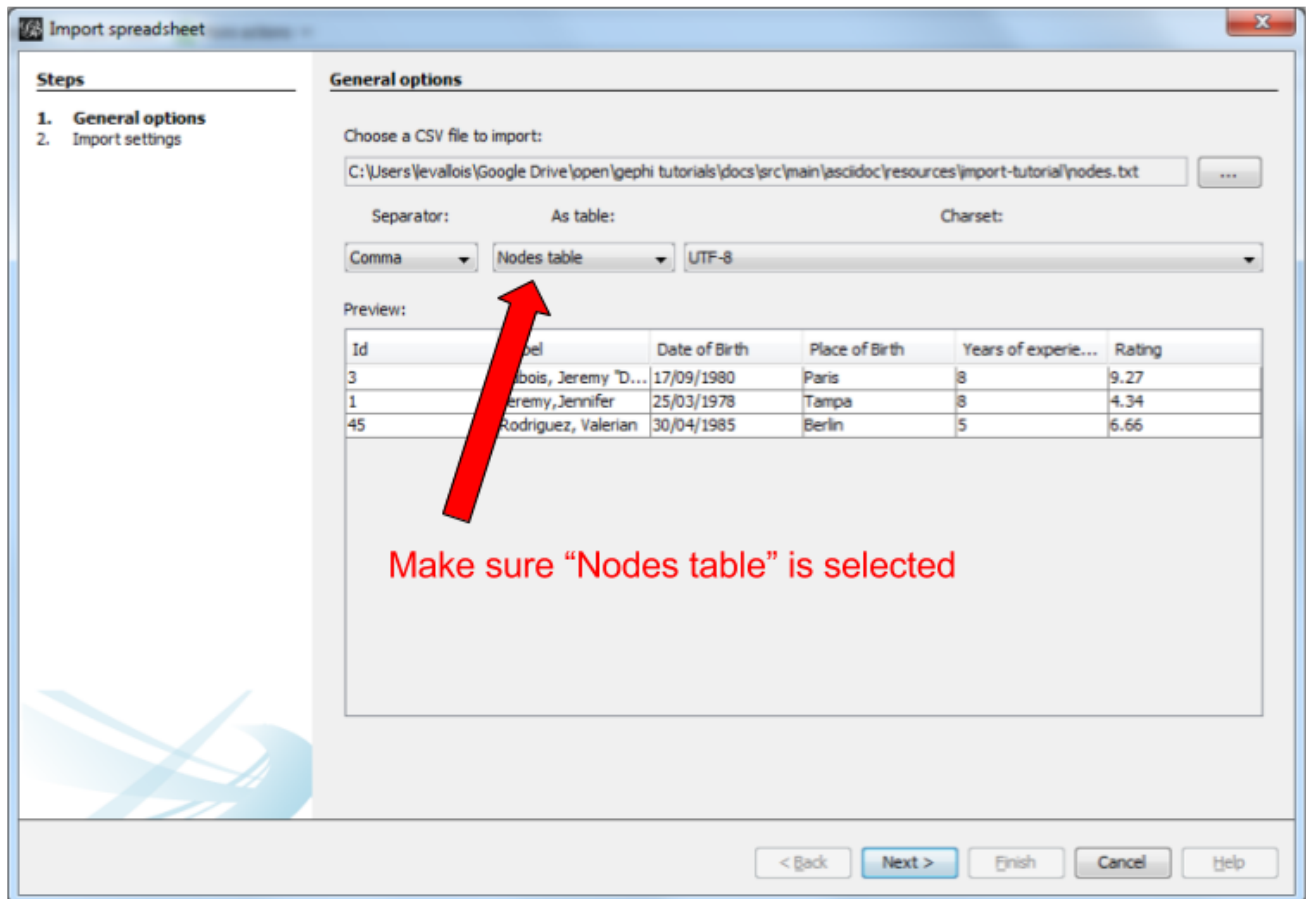 Import spreadsheet
Steps
1. General options
2. Import settings
General options
Choose a CSV file to import:
C:\Users\levallois\Google Drive\open\gephi tutorials\docs\src\main\asciidoc\resources\import-tutorial\nodes.txt ...
Separator: As table: Charset:
Comma Nodes table UTF-8
Preview:
Id Date of Birth Place of Birth Years of experie... Rating
3 Jeremy "D... 17/09/1980 Paris 8 9.27
1 Jennifer 25/03/1978 Tampa 8 4.34
45 Rodriguez, Valerian 30/04/1985 Berlin 5 6.66
Make sure “Nodes table” is selected
< Back Next > Finish Cancel Help